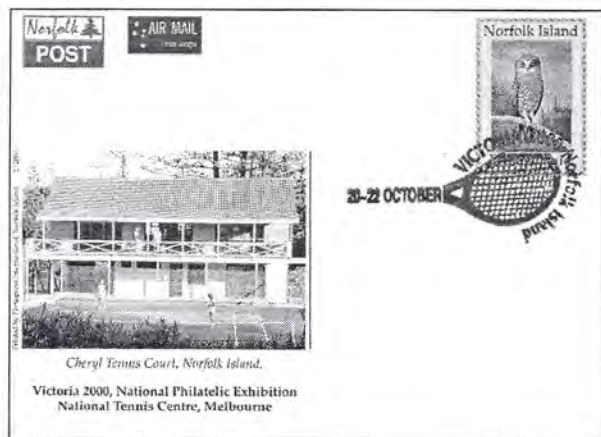 Norfolk
POST
AIR MAIL
Norfolk Island
VICTORIA
Norfolk Island
20-22 OCTOBER
Cheryl Tennis Court, Norfolk Island.
Victoria 2000, National Philatelic Exhibition
National Tennis Centre, Melbourne